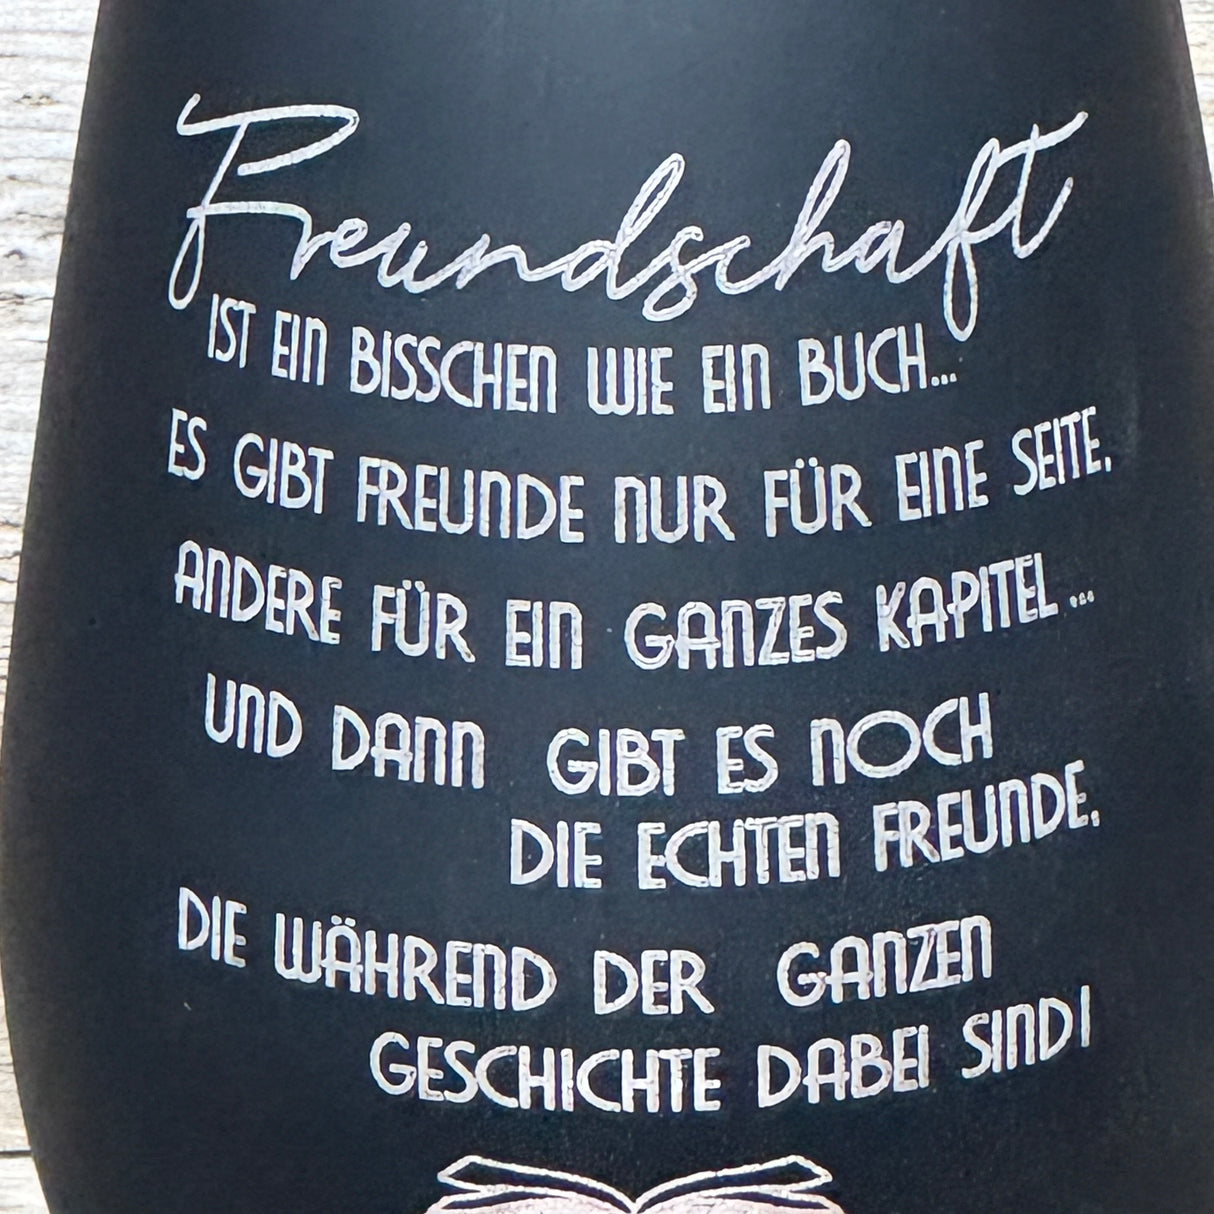 Freundschaft
IST EIN BISSCHEN WIE EIN BUCH...
ES GIBT FREUNDE NUR FÜR EINE SEITE,
ANDERE FÜR EIN GANZES KAPITEL ...
UND DANN GIBT ES NOCH
DIE ECHTEN FREUNDE,
DIE WÄHREND DER GANZEN
GESCHICHTE DABEI SIND!